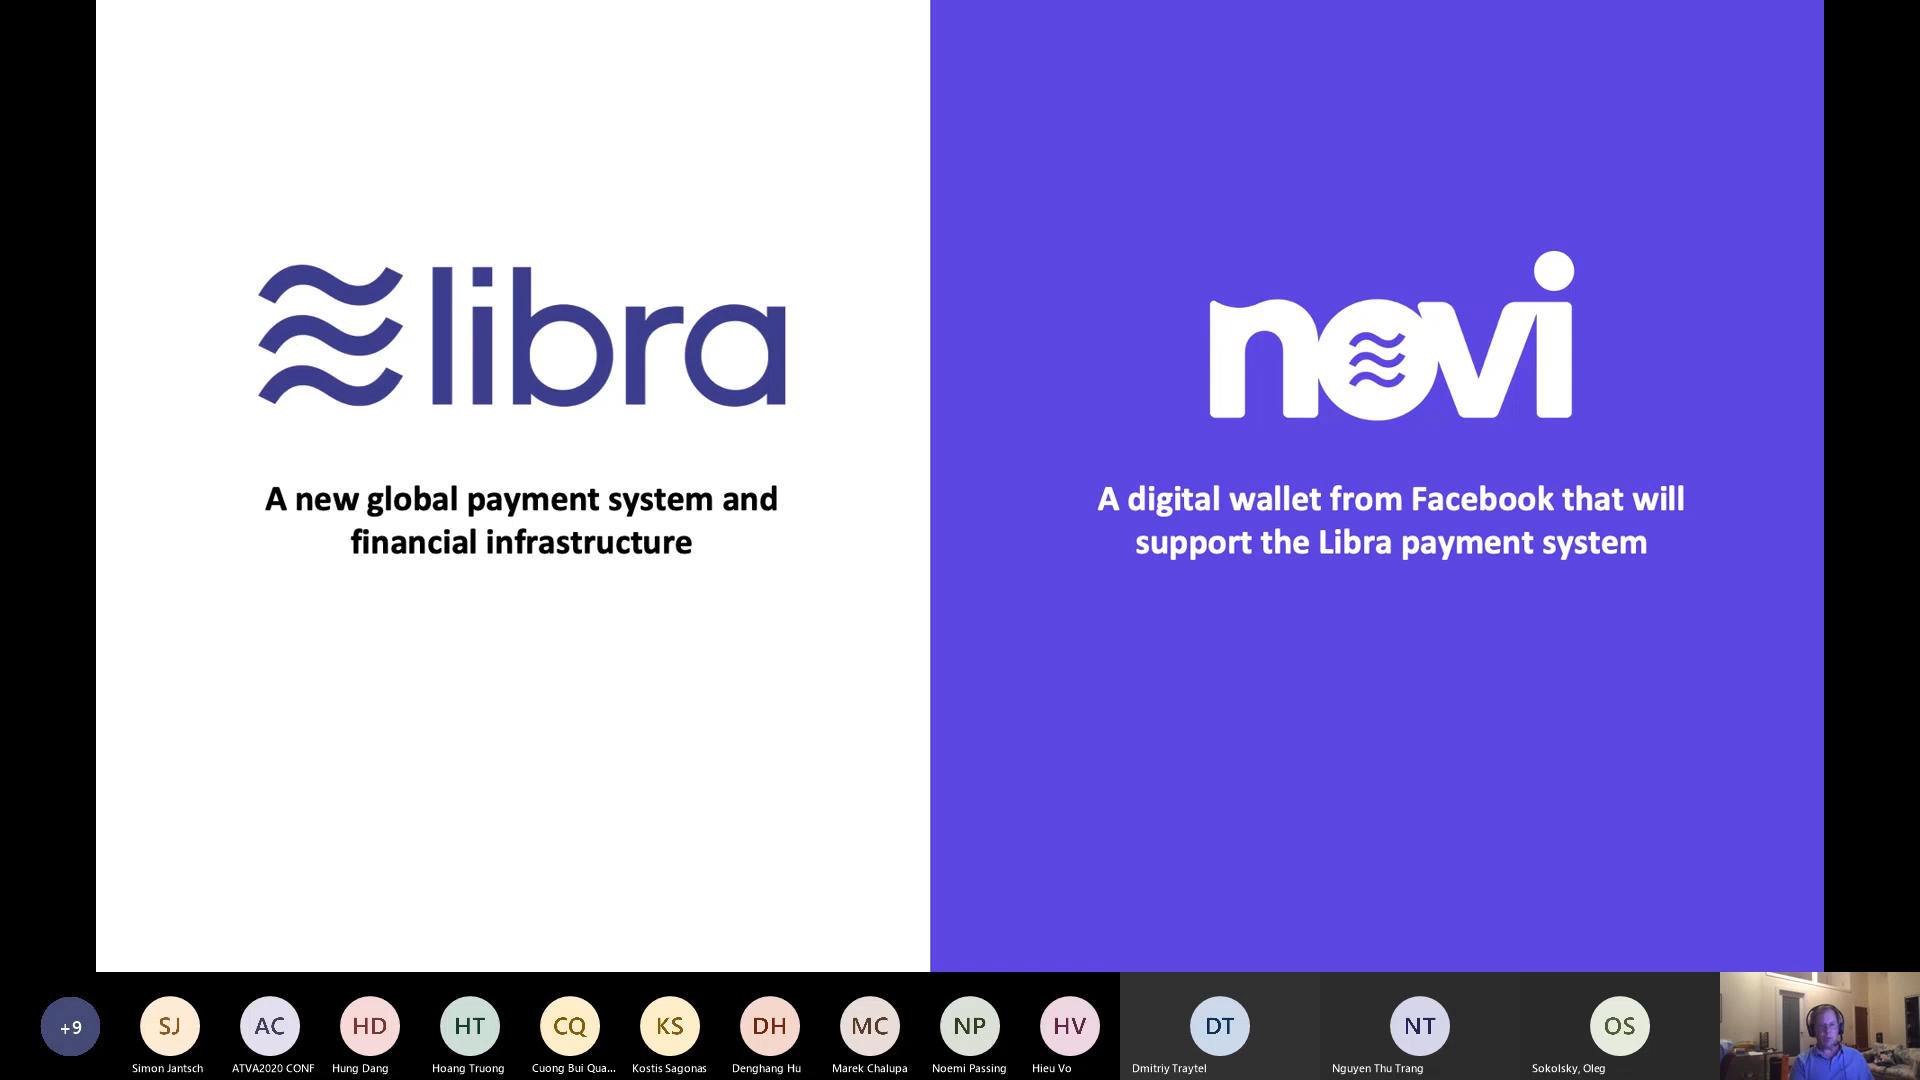 libra
A new global payment system and
financial infrastructure
novi
A digital wallet from Facebook that will
support the Libra payment system
+9
SJ
AC
HD
HT
CQ
KS
DH
MC
NP
HV
DT
NT
OS
Simon Jantsch
ATVA2020 CONF
Hung Dang
Hoang Truong
Cuong Bui Qua...
Kostis Sagonas
Denghang Hu
Marek Chalupa
Noemi Passing
Hieu Vo
Dmitriy Traytel
Nguyen Thu Trang
Sokolsky, Oleg